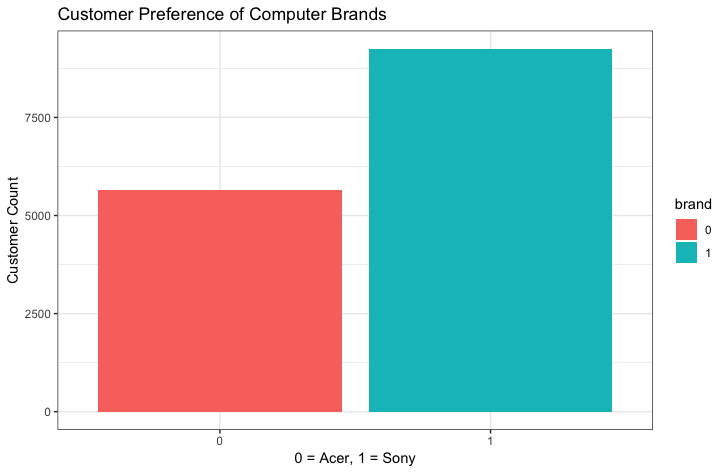 Customer Preference of Computer Brands
Customer Count
7500
5000
2500
0
0
1
0 = Acer, 1 = Sony
brand
0
1